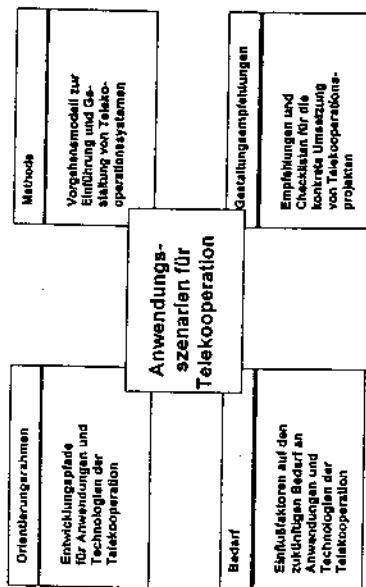 Orientierungsrahmen
Entwicklungspfade
für Anwendungen und
Technologien der
Telekooperation
Methode
Vorgehensmodell zur
Einführung und Ge-
staltung von Teleko-
operationssystemen
Anwendungs-
szenarien für
Telekooperation
Bedarf
Einflußfaktoren auf den
zukünftigen Bedarf an
Anwendungen und
Technologien der
Telekooperation
Gestaltungsempfehlungen
Empfehlungen und
Checklisten für die
konkrete Umsetzung
von Telekooperations-
projekten